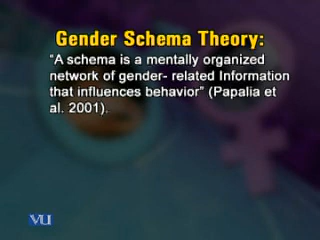 Gender Schema Theory:
“A schema is a mentally organized
network of gender- related Information
that influences behavior” (Papalia et
al. 2001).
VU